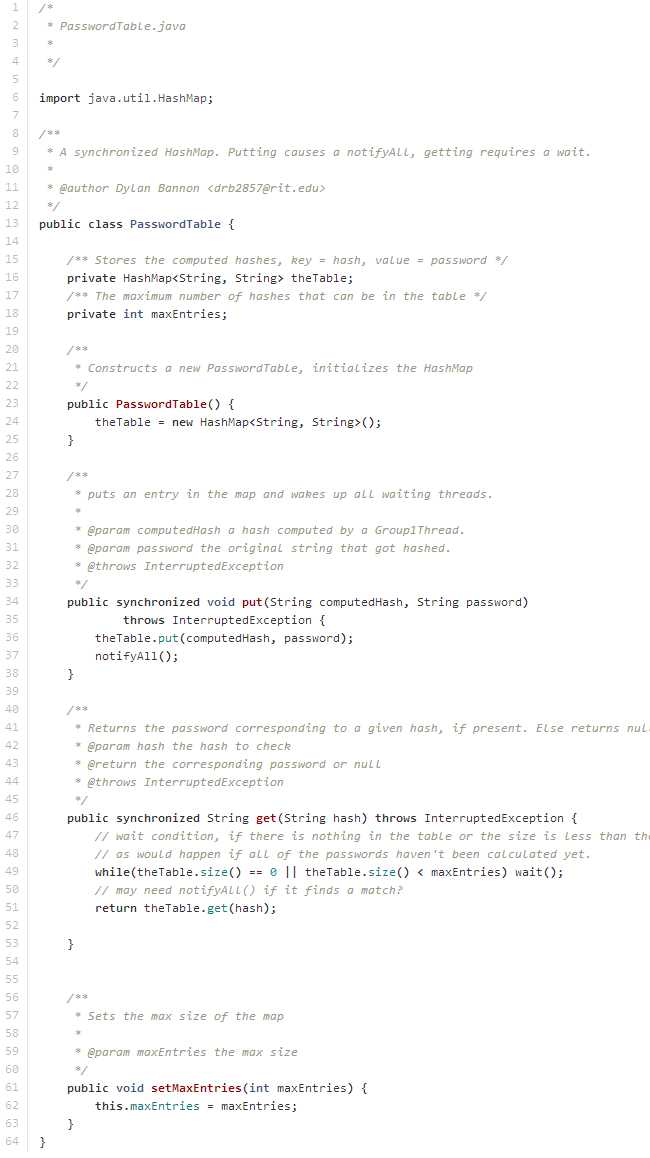 1 /*
2  * PasswordTable.java
3  *
4  */
5
6 import java.util.HashMap;
7
8 /**
9  * A synchronized HashMap. Putting causes a notifyAll, getting requires a wait.
10  *
11  * @author Dylan Bannon <drb2857@rit.edu>
12  */
13 public class PasswordTable {
14
15     /** Stores the computed hashes, key = hash, value = password */
16     private HashMap<String, String> theTable;
17     /** The maximum number of hashes that can be in the table */
18     private int maxEntries;
19
20     /**
21      * Constructs a new PasswordTable, initializes the HashMap
22      */
23     public PasswordTable() {
24         theTable = new HashMap<String, String>();
25     }
26
27     /**
28      * puts an entry in the map and wakes up all waiting threads.
29      *
30      * @param computedHash a hash computed by a Group1Thread.
31      * @param password the original string that got hashed.
32      * @throws InterruptedException
33      */
34     public synchronized void put(String computedHash, String password)
35             throws InterruptedException {
36         theTable.put(computedHash, password);
37         notifyAll();
38     }
39
40     /**
41      * Returns the password corresponding to a given hash, if present. Else returns nul
42      * @param hash the hash to check
43      * @return the corresponding password or null
44      * @throws InterruptedException
45      */
46     public synchronized String get(String hash) throws InterruptedException {
47         // wait condition, if there is nothing in the table or the size is less than the
48         // as would happen if all of the passwords haven't been calculated yet.
49         while(theTable.size() == 0 || theTable.size() < maxEntries) wait();
50         // may need notifyAll() if it finds a match?
51         return theTable.get(hash);
52
53     }
54
55
56     /**
57      * Sets the max size of the map
58      *
59      * @param maxEntries the max size
60      */
61     public void setMaxEntries(int maxEntries) {
62         this.maxEntries = maxEntries;
63     }
64 }